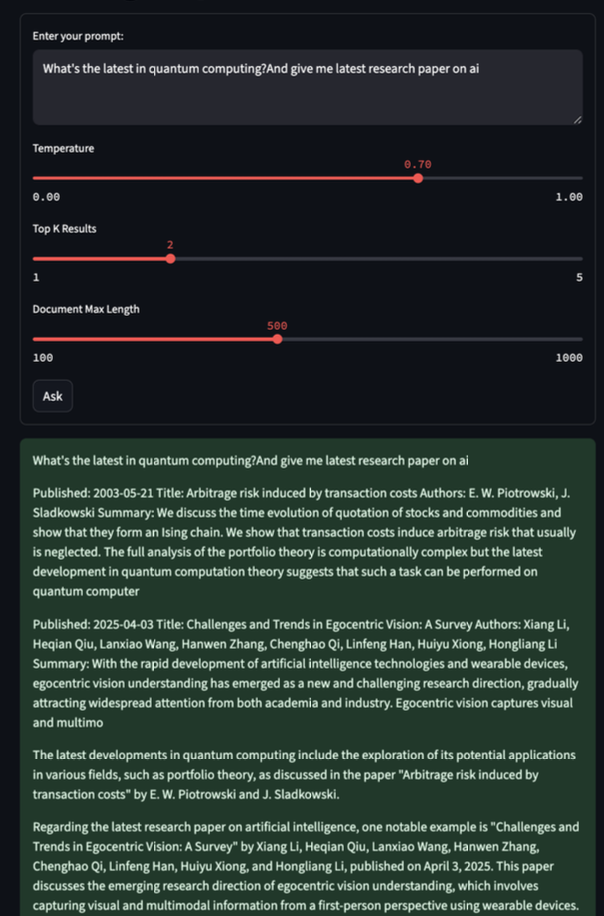 Enter your prompt:
What's the latest in quantum computing?And give me latest research paper on ai
Temperature
0.70
0.00 1.00
Top K Results
2
1 5
Document Max Length
500
100 1000
Ask
What's the latest in quantum computing?And give me latest research paper on ai
Published: 2003-05-21 Title: Arbitrage risk induced by transaction costs Authors: E. W. Piotrowski, J.
Sladkowski Summary: We discuss the time evolution of quotation of stocks and commodities and
show that they form an Ising chain. We show that transaction costs induce arbitrage risk that usually
is neglected. The full analysis of the portfolio theory is computationally complex but the latest
development in quantum computation theory suggests that such a task can be performed on
quantum computer
Published: 2025-04-03 Title: Challenges and Trends in Egocentric Vision: A Survey Authors: Xiang Li,
Heqian Qiu, Lanxiao Wang, Hanwen Zhang, Chenghao Qi, Linfeng Han, Huiyu Xiong, Hongliang Li
Summary: With the rapid development of artificial intelligence technologies and wearable devices,
egocentric vision understanding has emerged as a new and challenging research direction, gradually
attracting widespread attention from both academia and industry. Egocentric vision captures visual
and multimo
The latest developments in quantum computing include the exploration of its potential applications
in various fields, such as portfolio theory, as discussed in the paper "Arbitrage risk induced by
transaction costs" by E. W. Piotrowski and J. Sladkowski.
Regarding the latest research paper on artificial intelligence, one notable example is "Challenges and
Trends in Egocentric Vision: A Survey" by Xiang Li, Heqian Qiu, Lanxiao Wang, Hanwen Zhang,
Chenghao Qi, Linfeng Han, Huiyu Xiong, and Hongliang Li, published on April 3, 2025. This paper
discusses the emerging research direction of egocentric vision understanding, which involves
capturing visual and multimodal information from a first-person perspective using wearable devices.